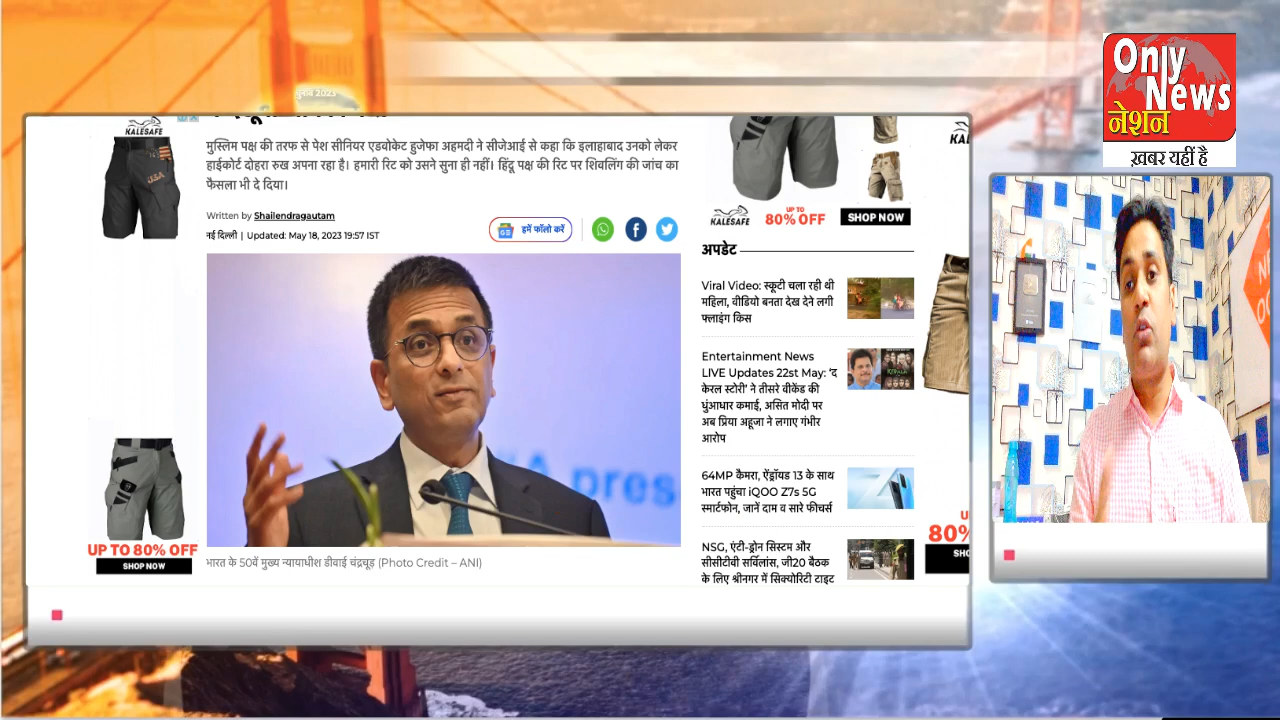 चुनाव 2023
Only
News
नेशन
ख़बर यहीं है
KALESAFE
J.S.A
मुस्लिम पक्ष की तरफ से पेश सीनियर एडवोकेट हुजेफा अहमदी ने सीजेआई से कहा कि इलाहाबाद उनको लेकर
हाईकोर्ट दोहरा रुख अपना रहा है। हमारी रिट को उसने सुना ही नहीं। हिंदू पक्ष की रिट पर शिवलिंग की जांच का
फैसला भी दे दिया।
Written by Shailendragautam
नई दिल्ली | Updated: May 18, 2023 19:57 IST
हमें फॉलो करें
pres
भारत के 50वें मुख्य न्यायाधीश डीवाई चंद्रचूड़ (Photo Credit – ANI)
UP TO 80% OFF
SHOP NOW
KALESAFE
UP TO
80% OFF
SHOP NOW
अपडेट
Viral Video: स्कूटी चला रही थी
महिला, वीडियो बनता देख देने लगी
फ्लाइंग किस
Entertainment News
LIVE Updates 22st May: ‘द
केरल स्टोरी’ ने तीसरे वीकेंड की
धुंआधार कमाई, असित मोदी पर
अब प्रिया अहूजा ने लगाए गंभीर
आरोप
64MP कैमरा, ऐंड्रॉयड 13 के साथ
भारत पहुंचा iQOO Z7s 5G
स्मार्टफोन, जानें दाम व सारे फीचर्स
NSG, एंटी-ड्रोन सिस्टम और
सीसीटीवी सर्विलांस, जी20 बैठक
के लिए श्रीनगर में सिक्योरिटी टाइट
KAL
U
80%
SHO